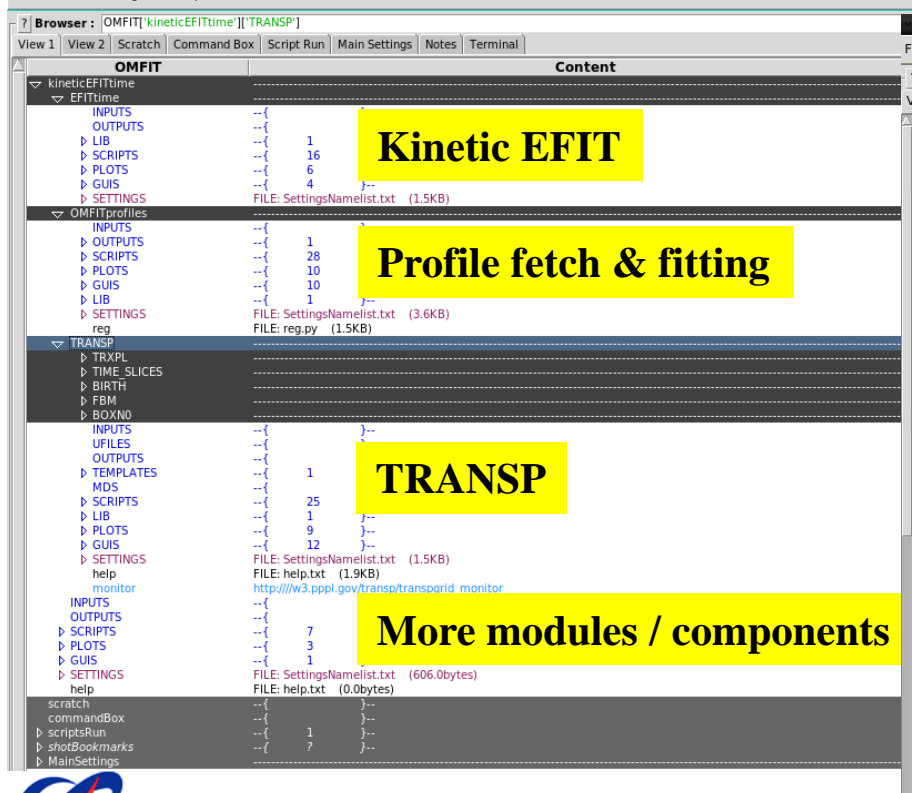 ? Browser : OMFIT['kineticEFITtime']['TRANSP']
View 1 View 2 Scratch Command Box Script Run Main Settings Notes Terminal F
OMFIT Content
kineticEFITtime
EFITtime
INPUTS --{ }--
OUTPUTS --{
LIB --{ 1
SCRIPTS --{ 16
PLOTS --{ 6
GUIS --{ 4 }--
SETTINGS FILE: SettingsNamelist.txt (1.5KB)
Kinetic EFIT
OMFITprofiles
INPUTS --{ }--
OUTPUTS --{ 1
SCRIPTS --{ 28
PLOTS --{ 10
GUIS --{ 10
LIB --{ 1 }--
SETTINGS FILE: SettingsNamelist.txt (3.6KB)
reg FILE: reg.py (1.5KB)
Profile fetch & fitting
TRANSP
TRXPL
TIME_SLICES
BIRTH
FBM
BOXN0
INPUTS --{ }--
UFILES --{ }--
OUTPUTS --{
TEMPLATES --{ 1
MDS --{
SCRIPTS --{ 25
LIB --{ 1 }--
PLOTS --{ 9 }--
GUIS --{ 12 }--
SETTINGS FILE: SettingsNamelist.txt (1.5KB)
help FILE: help.txt (1.9KB)
monitor http:////w3.pppl.gov/transp/transpgrid_monitor
TRANSP
INPUTS --{
OUTPUTS --{
SCRIPTS --{ 7
PLOTS --{ 3
GUIS --{ 1 }--
SETTINGS FILE: SettingsNamelist.txt (606.0bytes)
help FILE: help.txt (0.0bytes)
More modules / components
scratch --{ }--
commandBox --{ }--
scriptsRun --{ 1 }--
shotBookmarks --{ ? }--
MainSettings